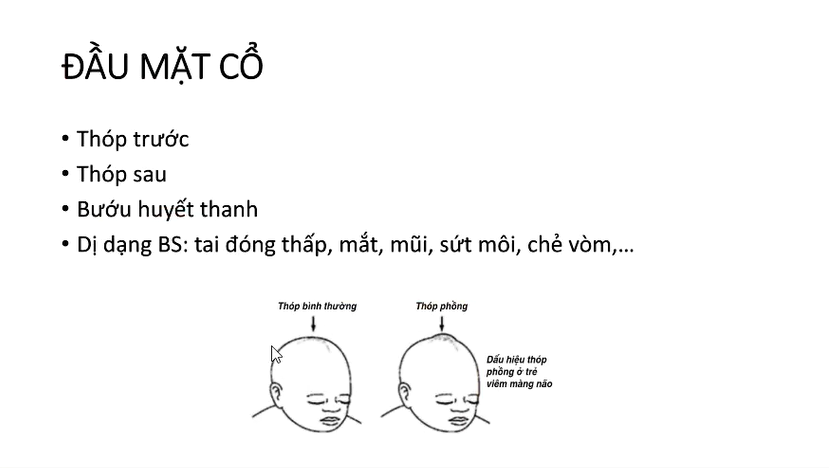 ĐẦU MẶT CỔ
• Thóp trước
• Thóp sau
• Bướu huyết thanh
• Dị dạng BS: tai đóng thấp, mắt, mũi, sứt môi, chẻ vòm,...
Thóp bình thường
Thóp phồng
Dấu hiệu thóp
phồng ở trẻ
viêm màng não